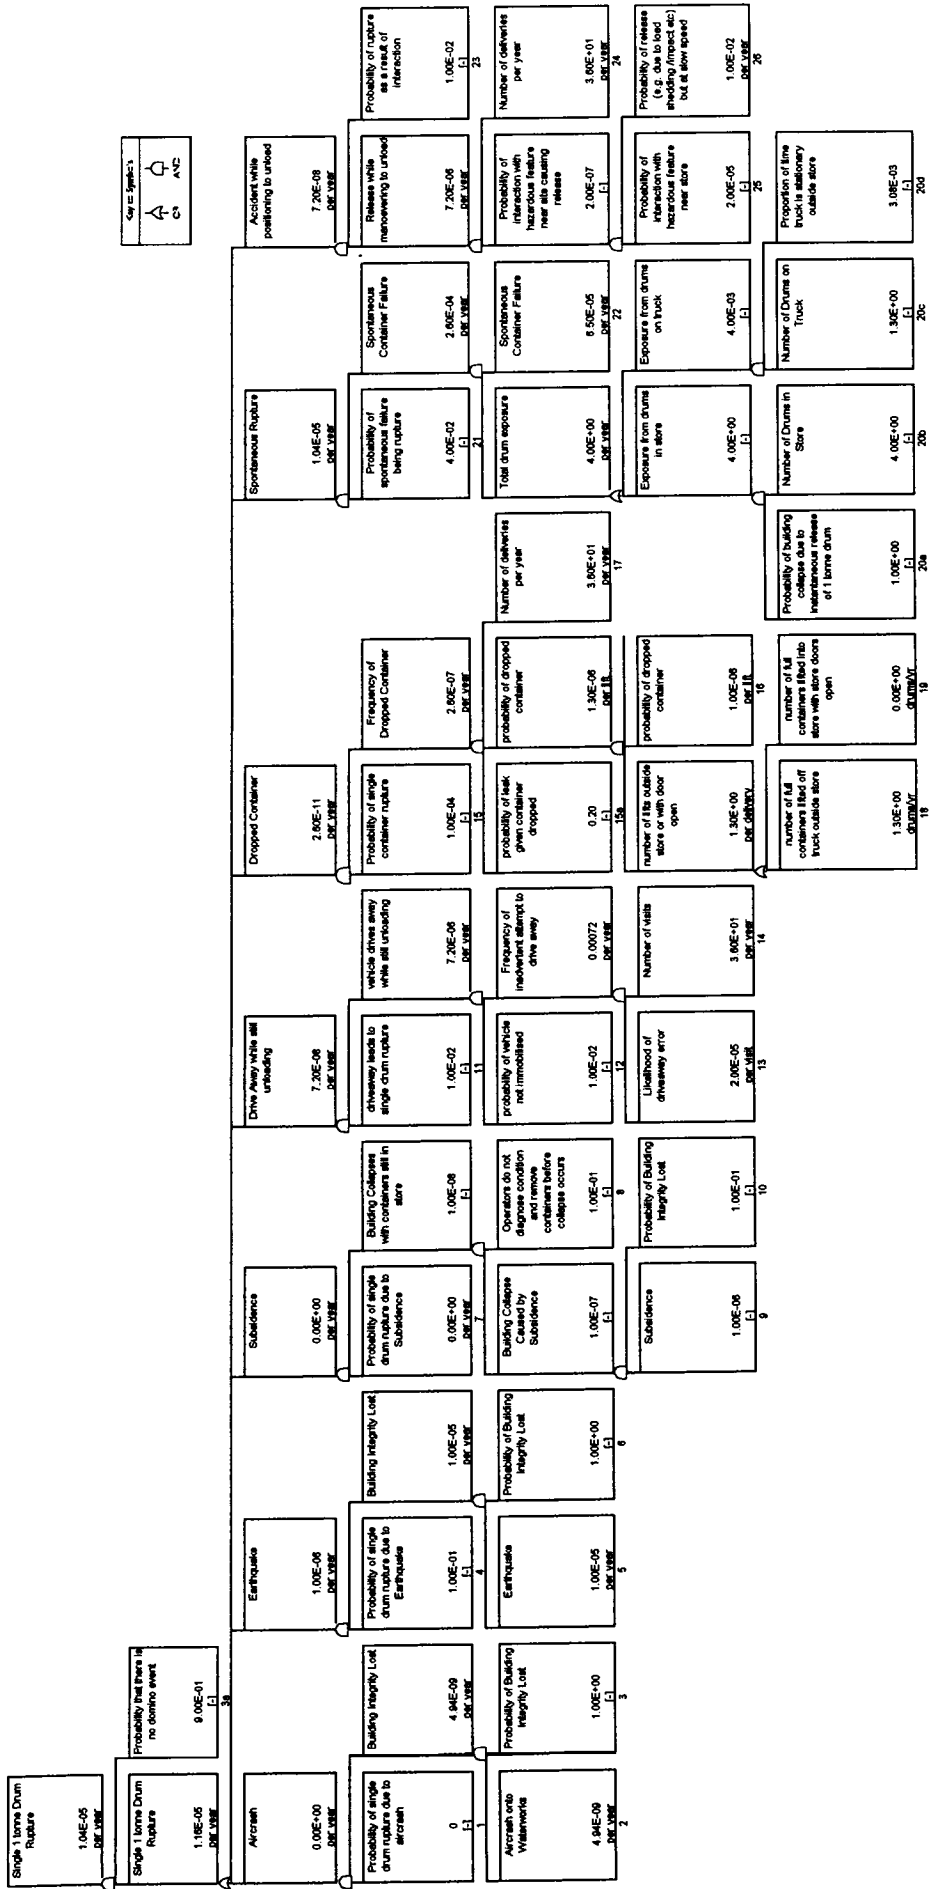 Single 1 tonne Drum
Rupture
1.04E-05
per year
Single 1 tonne Drum
Rupture
1.16E-05
per year
Probability that there is
no domino event
9.00E-01
[-]
3a
OR
AND
Aircrash
0.00E+00
per year
Earthquake
1.00E-06
per year
Subsidence
0.00E+00
per year
Drive Away while still
unloading
7.20E-08
per year
Dropped Container
2.60E-11
per year
Spontaneous Rupture
1.04E-05
per year
Accident while
positioning to unload
7.20E-08
per year
Probability of single
drum rupture due to
aircrash
0
[-]
1
Building Integrity Lost
4.94E-09
per year
Probability of single
drum rupture due to
Earthquake
1.00E-01
[-]
4
Building Integrity Lost
1.00E-05
per year
Probability of single
drum rupture due to
Subsidence
0.00E+00
[-]
7
Building Collapses
with containers still in
store
1.00E-08
[-]
driveaway leads to
single drum rupture
1.00E-02
[-]
11
vehicle drives away
while still unloading
7.20E-06
per year
Probability of single
container rupture
1.00E-04
[-]
15
Frequency of
Dropped Container
2.60E-07
per year
Probability of
spontaneous failure
being rupture
4.00E-02
[-]
21
Spontaneous
Container Failure
2.60E-04
per year
Release while
manoevering to unload
7.20E-06
per year
Probability of rupture
as a result of
interaction
1.00E-02
[-]
23
Aircrash onto
Waterworks
4.94E-09
per year
2
Probability of Building
Integrity Lost
1.00E+00
[-]
3
Earthquake
1.00E-05
per year
5
Probability of Building
Integrity Lost
1.00E+00
[-]
6
Building Collapse
Caused by
Subsidence
1.00E-07
[-]
Operators do not
diagnose condition
and remove
containers before
collapse occurs
1.00E-01
[-]
8
probability of vehicle
not immobilised
1.00E-02
[-]
12
Frequency of
inadvertent attempt to
drive away
0.00072
per year
probability of leak
given container
dropped
0.20
[-]
15a
probability of dropped
container
1.30E-06
per lift
Number of deliveries
per year
3.60E+01
per year
17
Total drum exposure
4.00E+00
per year
Spontaneous
Container Failure
6.50E-05
per year
22
Probability of
interaction with
hazardous feature
near site causing
release
2.00E-07
[-]
Number of deliveries
per year
3.60E+01
per year
24
Subsidence
1.00E-06
[-]
9
Probability of Building
Integrity Lost
1.00E-01
[-]
10
Likelihood of
driveaway error
2.00E-05
per visit
13
Number of visits
3.60E+01
per year
14
number of lifts outside
store or with door
open
1.30E+00
per delivery
probability of dropped
container
1.00E-06
per lift
16
Exposure from drums
in store
4.00E+00
[-]
Exposure from drums
on truck
4.00E-03
[-]
Probability of
interaction with
hazardous feature
near store
2.00E-05
[-]
25
Probability of release
(e.g. due to load
shedding /impact etc)
but at slow speed
1.00E-02
per year
26
number of full
containers lifted off
truck outside store
1.30E+00
drums/yr
18
number of full
containers lifted into
store with store doors
open
0.00E+00
drums/yr
19
Probability of building
collapse due to
instantaneous release
of 1 tonne drum
1.00E+00
[-]
20a
Number of Drums in
Store
4.00E+00
[-]
20b
Number of Drums on
Truck
1.30E+00
[-]
20c
Proportion of time
truck is stationary
outside store
3.08E-03
[-]
20d